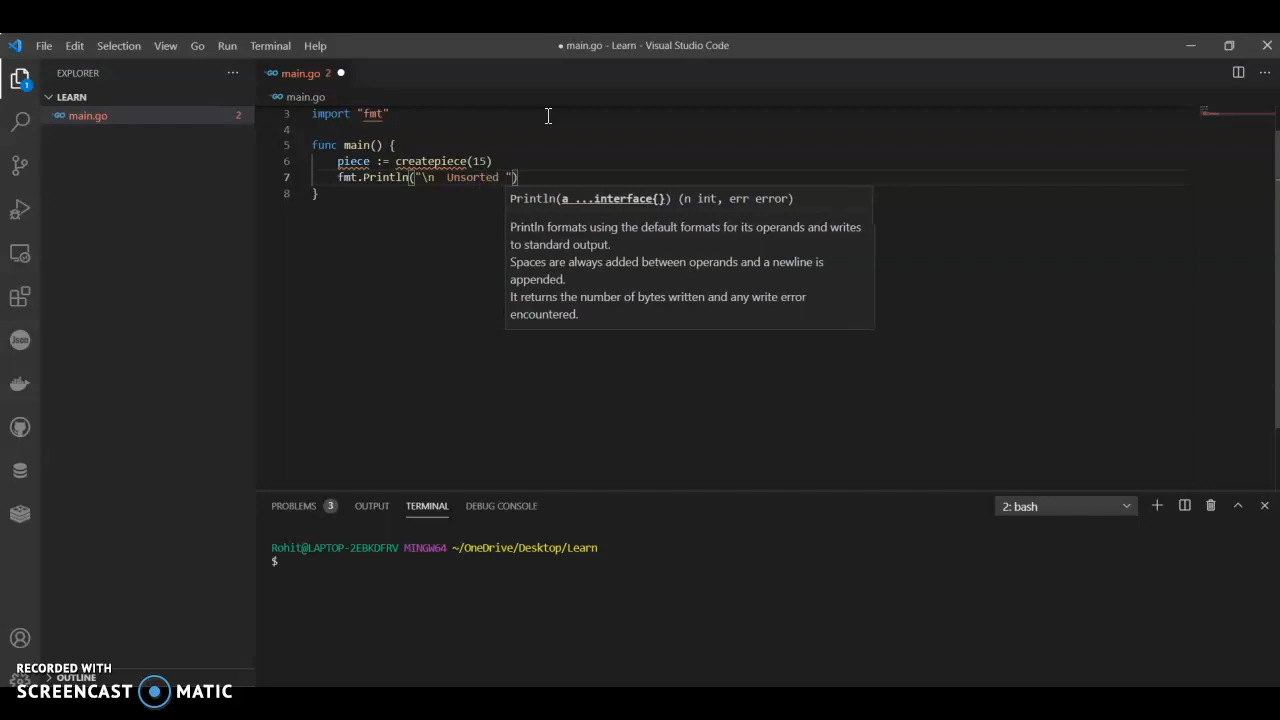 File Edit Selection View Go Run Terminal Help ● main.go - Learn - Visual Studio Code
EXPLORER ··· main.go 2 ●
LEARN main.go
main.go 2
1
3 import "fmt"
4
5 func main() {
6 piece := createpiece(15)
7 fmt.Println("\n  Unsorted ")
8 }
Println(a ...interface{}) (n int, err error)
Println formats using the default formats for its operands and writes
to standard output.
Spaces are always added between operands and a newline is
appended.
It returns the number of bytes written and any write error
encountered.
Json
PROBLEMS 3 OUTPUT TERMINAL DEBUG CONSOLE 2: bash
Rohit@LAPTOP-2EBKDFRV MINGW64 ~/OneDrive/Desktop/Learn
$
OUTLINE
RECORDED WITH
SCREENCAST MATIC